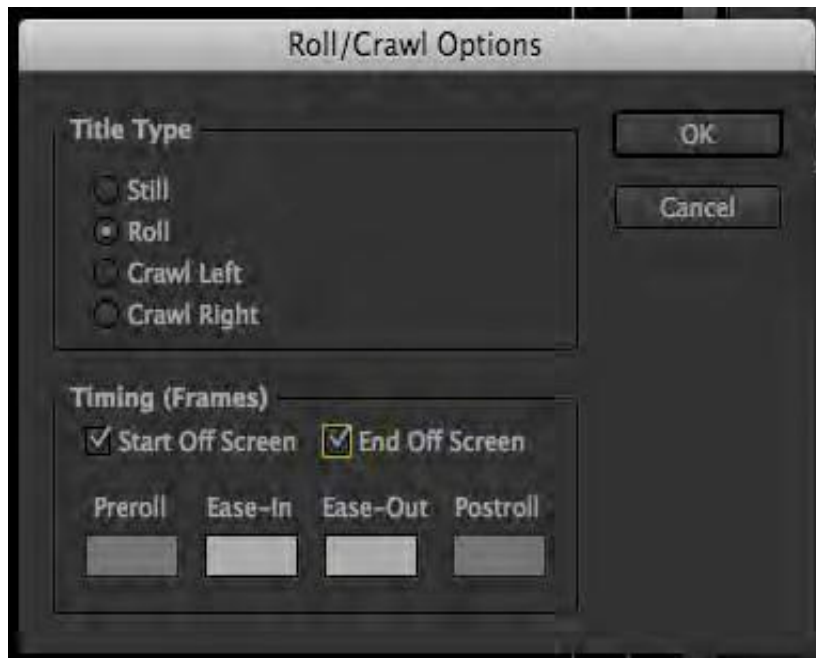 Roll/Crawl Options
Title Type
OK
Still
Cancel
Roll
Crawl Left
Crawl Right
Timing (Frames)
Start Off Screen End Off Screen
Preroll Ease-In Ease-Out Postroll